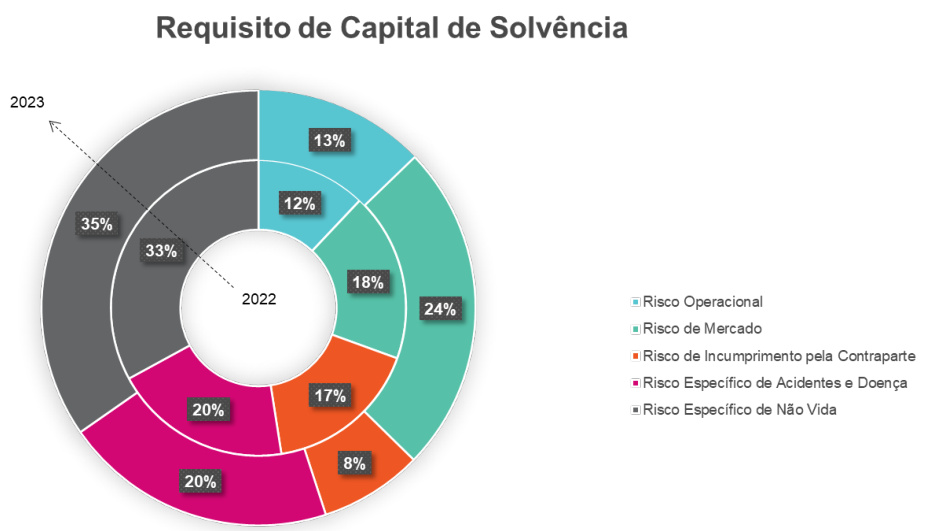 Requisito de Capital de Solvência
2023
13%
12%
35%
33%
18%
2022
24%
17%
20%
8%
20%
Risco Operacional
Risco de Mercado
Risco de Incumprimento pela Contraparte
Risco Específico de Acidentes e Doença
Risco Específico de Não Vida